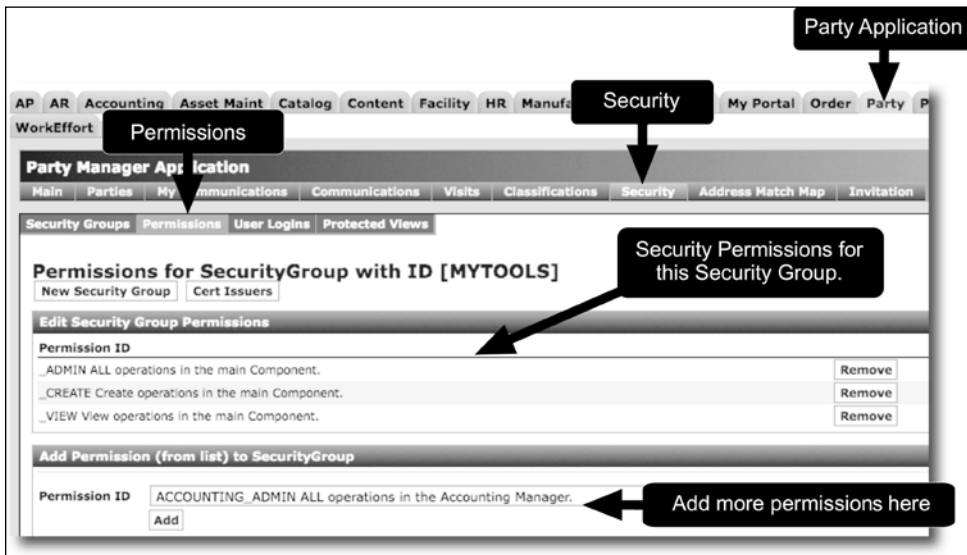 Party Application
AP AR Accounting Asset Maint Catalog Content Facility HR Security My Portal Order Party
WorkEffort Permissions
Party Manager Application
Main Parties My Communications Communications Visits Classifications Security Address Match Map Invitation
Security Groups Permissions User Logins Protected Views
Security Permissions for
this Security Group.
Permissions for SecurityGroup with ID [MYTOOLS]
New Security Group Cert Issuers
Edit Security Group Permissions
Permission ID
_ADMIN ALL operations in the main Component. Remove
_CREATE Create operations in the main Component. Remove
_VIEW View operations in the main Component. Remove
Add Permission (from list) to SecurityGroup
Permission ID ACCOUNTING_ADMIN ALL operations in the Accounting Manager. Add more permissions here
Add